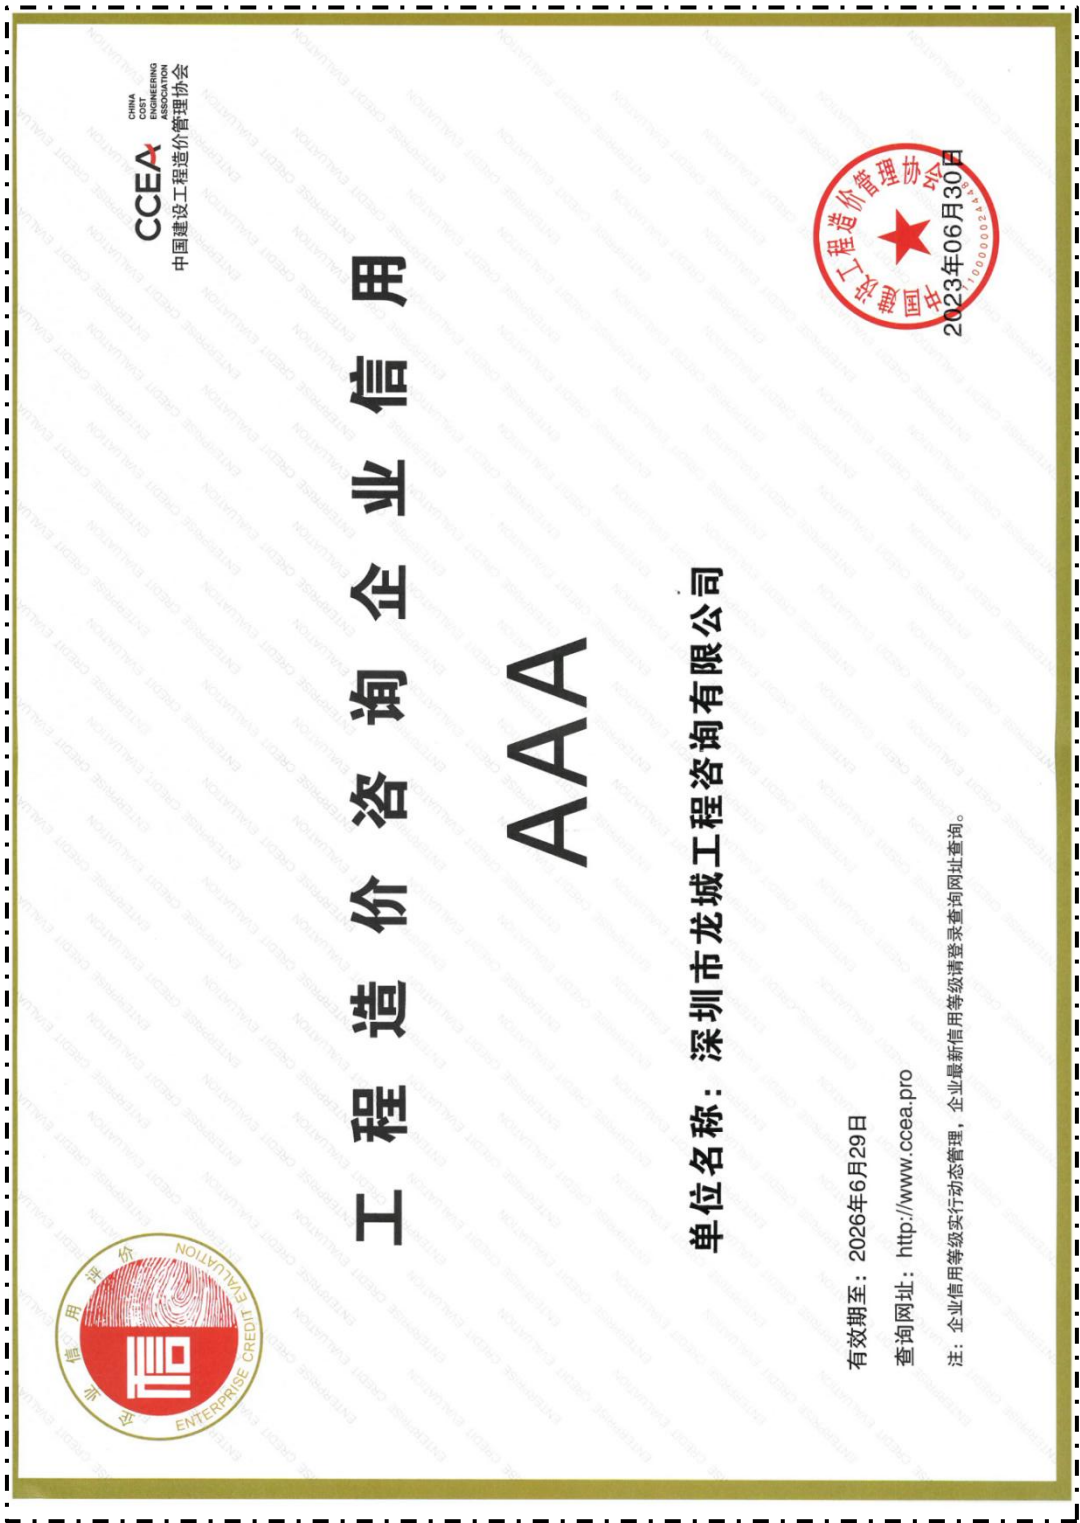 企业信用评价
ENTERPRISE CREDIT EVALUATION
信
CCEA
CHINA
COST
ENGINEERING
ASSOCIATION
中国建设工程造价管理协会
工程造价咨询企业信用
AAA
单位名称：深圳市龙城工程咨询有限公司
有效期至：2026年6月29日
查询网址：http://www.ccea.pro
注：企业信用等级实行动态管理，企业最新信用等级请登录查询网址查询。
中国建设工程造价管理协会
1100000024448
2023年06月30日